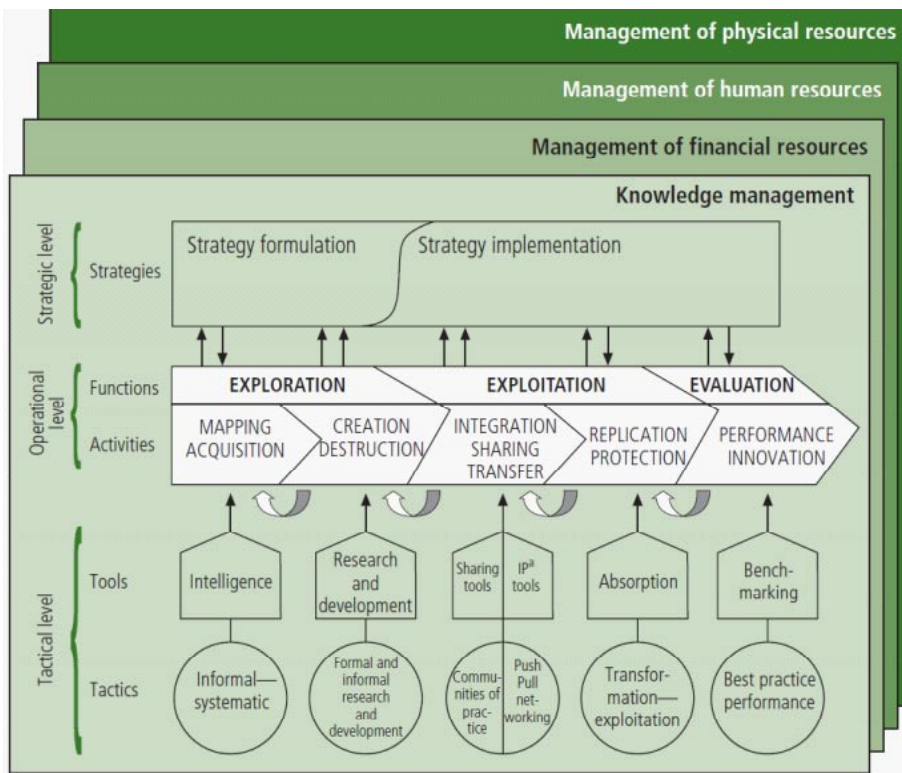 Management of physical resources
Management of human resources
Management of financial resources
Knowledge management
Strategic level
Strategies
Strategy formulation
Strategy implementation
Operational
level
Functions
EXPLORATION
EXPLOITATION
EVALUATION
Activities
MAPPING
ACQUISITION
CREATION
DESTRUCTION
INTEGRATION
SHARING
TRANSFER
REPLICATION
PROTECTION
PERFORMANCE
INNOVATION
Tactical level
Tools
Intelligence
Research
and
development
Sharing
tools
IPᵃ
tools
Absorption
Bench-
marking
Tactics
Informal—
systematic
Formal and
informal
research
and
development
Commu-
nities of
prac-
tice
Push
Pull
net-
working
Transfor-
mation—
exploitation
Best practice
performance